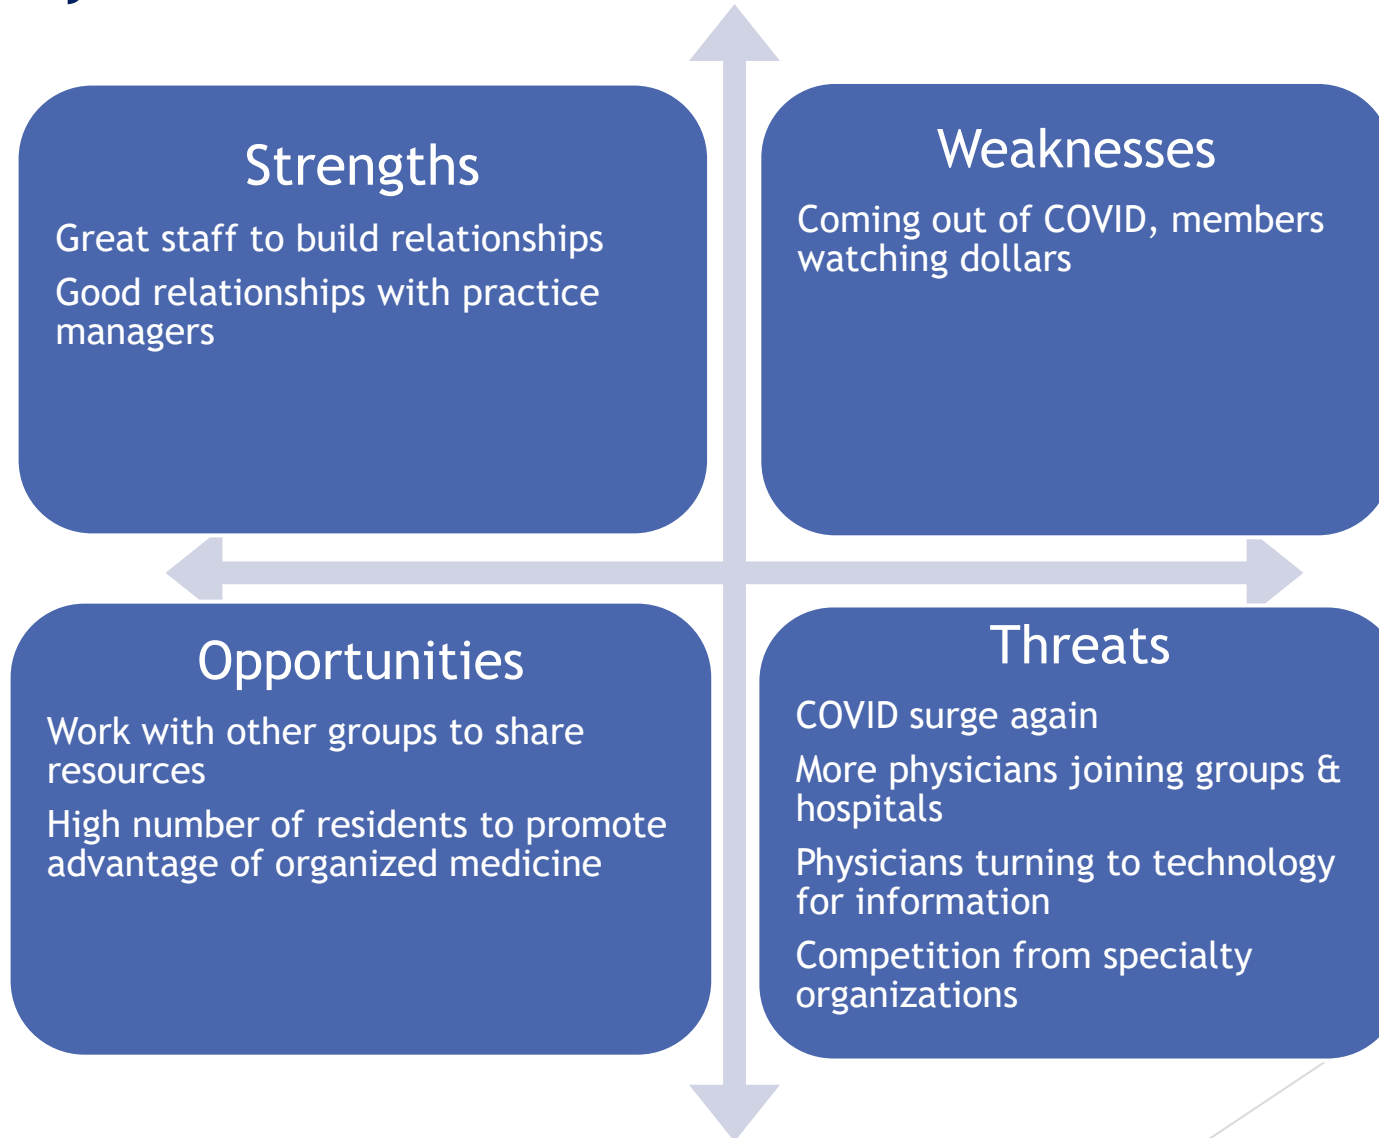 Strengths
Great staff to build relationships
Good relationships with practice
managers
Weaknesses
Coming out of COVID, members
watching dollars
Opportunities
Work with other groups to share
resources
High number of residents to promote
advantage of organized medicine
Threats
COVID surge again
More physicians joining groups &
hospitals
Physicians turning to technology
for information
Competition from specialty
organizations